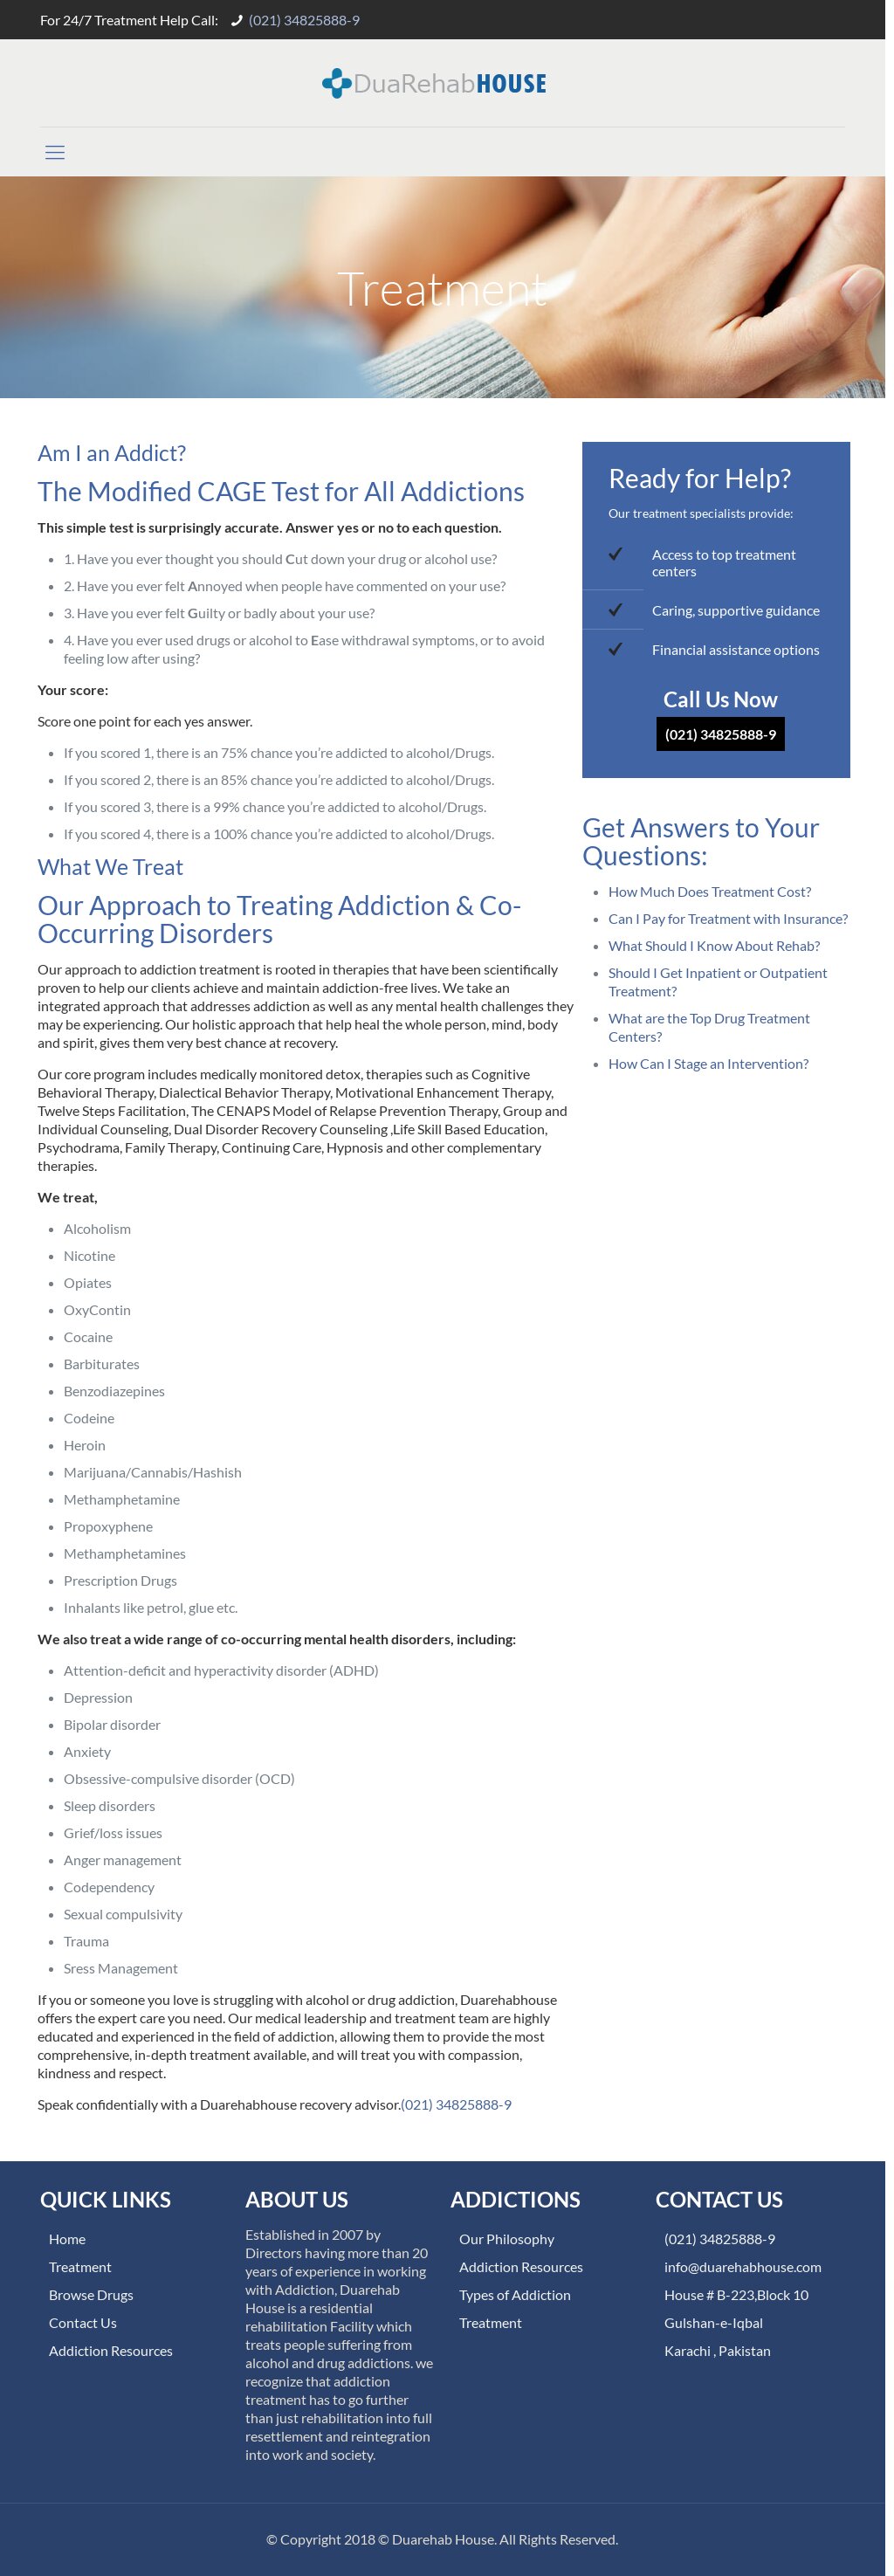 For 24/7 Treatment Help Call: (021) 34825888-9
DuaRehabHOUSE
Treatment
Am I an Addict?
The Modified CAGE Test for All Addictions
This simple test is surprisingly accurate. Answer yes or no to each question.
1. Have you ever thought you should Cut down your drug or alcohol use?
2. Have you ever felt Annoyed when people have commented on your use?
3. Have you ever felt Guilty or badly about your use?
4. Have you ever used drugs or alcohol to Ease withdrawal symptoms, or to avoid
feeling low after using?
Your score:
Score one point for each yes answer.
If you scored 1, there is an 75% chance you’re addicted to alcohol/Drugs.
If you scored 2, there is an 85% chance you’re addicted to alcohol/Drugs.
If you scored 3, there is a 99% chance you’re addicted to alcohol/Drugs.
If you scored 4, there is a 100% chance you’re addicted to alcohol/Drugs.
What We Treat
Our Approach to Treating Addiction & Co-
Occurring Disorders
Our approach to addiction treatment is rooted in therapies that have been scientifically
proven to help our clients achieve and maintain addiction-free lives. We take an
integrated approach that addresses addiction as well as any mental health challenges they
may be experiencing. Our holistic approach that help heal the whole person, mind, body
and spirit, gives them very best chance at recovery.
Our core program includes medically monitored detox, therapies such as Cognitive
Behavioral Therapy, Dialectical Behavior Therapy, Motivational Enhancement Therapy,
Twelve Steps Facilitation, The CENAPS Model of Relapse Prevention Therapy, Group and
Individual Counseling, Dual Disorder Recovery Counseling ,Life Skill Based Education,
Psychodrama, Family Therapy, Continuing Care, Hypnosis and other complementary
therapies.
We treat,
Alcoholism
Nicotine
Opiates
OxyContin
Cocaine
Barbiturates
Benzodiazepines
Codeine
Heroin
Marijuana/Cannabis/Hashish
Methamphetamine
Propoxyphene
Methamphetamines
Prescription Drugs
Inhalants like petrol, glue etc.
We also treat a wide range of co-occurring mental health disorders, including:
Attention-deficit and hyperactivity disorder (ADHD)
Depression
Bipolar disorder
Anxiety
Obsessive-compulsive disorder (OCD)
Sleep disorders
Grief/loss issues
Anger management
Codependency
Sexual compulsivity
Trauma
Sress Management
If you or someone you love is struggling with alcohol or drug addiction, Duarehabhouse
offers the expert care you need. Our medical leadership and treatment team are highly
educated and experienced in the field of addiction, allowing them to provide the most
comprehensive, in-depth treatment available, and will treat you with compassion,
kindness and respect.
Speak confidentially with a Duarehabhouse recovery advisor.(021) 34825888-9
Ready for Help?
Our treatment specialists provide:
Access to top treatment
centers
Caring, supportive guidance
Financial assistance options
Call Us Now
(021) 34825888-9
Get Answers to Your
Questions:
How Much Does Treatment Cost?
Can I Pay for Treatment with Insurance?
What Should I Know About Rehab?
Should I Get Inpatient or Outpatient
Treatment?
What are the Top Drug Treatment
Centers?
How Can I Stage an Intervention?
QUICK LINKS
Home
Treatment
Browse Drugs
Contact Us
Addiction Resources
ABOUT US
Established in 2007 by
Directors having more than 20
years of experience in working
with Addiction, Duarehab
House is a residential
rehabilitation Facility which
treats people suffering from
alcohol and drug addictions. we
recognize that addiction
treatment has to go further
than just rehabilitation into full
resettlement and reintegration
into work and society.
ADDICTIONS
Our Philosophy
Addiction Resources
Types of Addiction
Treatment
CONTACT US
(021) 34825888-9
info@duarehabhouse.com
House # B-223,Block 10
Gulshan-e-Iqbal
Karachi , Pakistan
© Copyright 2018 © Duarehab House. All Rights Reserved.